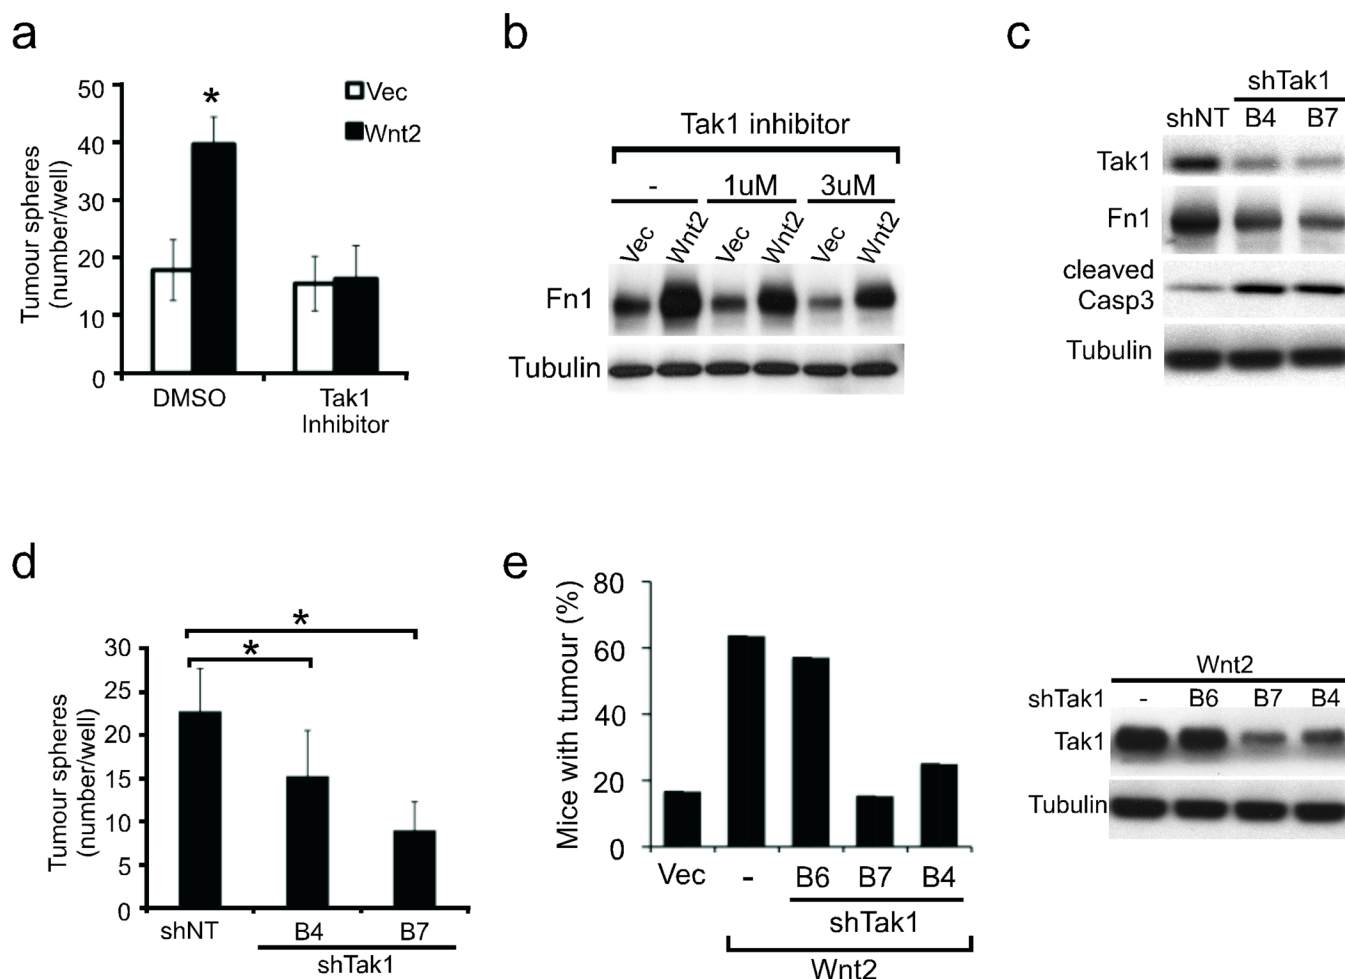 a
50
40
30
20
10
0
Tumour spheres
(number/well)
*
Vec
Wnt2
DMSO
Tak1
Inhibitor
b
Tak1 inhibitor
- 1uM 3uM
Vec Wnt2 Vec Wnt2 Vec Wnt2
Fn1
Tubulin
c
shTak1
shNT B4 B7
Tak1
Fn1
cleaved
Casp3
Tubulin
d
30
25
20
15
10
5
0
Tumour spheres
(number/well)
*
*
shNT B4 B7
shTak1
e
80
60
40
20
0
Mice with tumour (%)
Vec - B6 B7 B4
shTak1
Wnt2
Wnt2
shTak1 - B6 B7 B4
Tak1
Tubulin